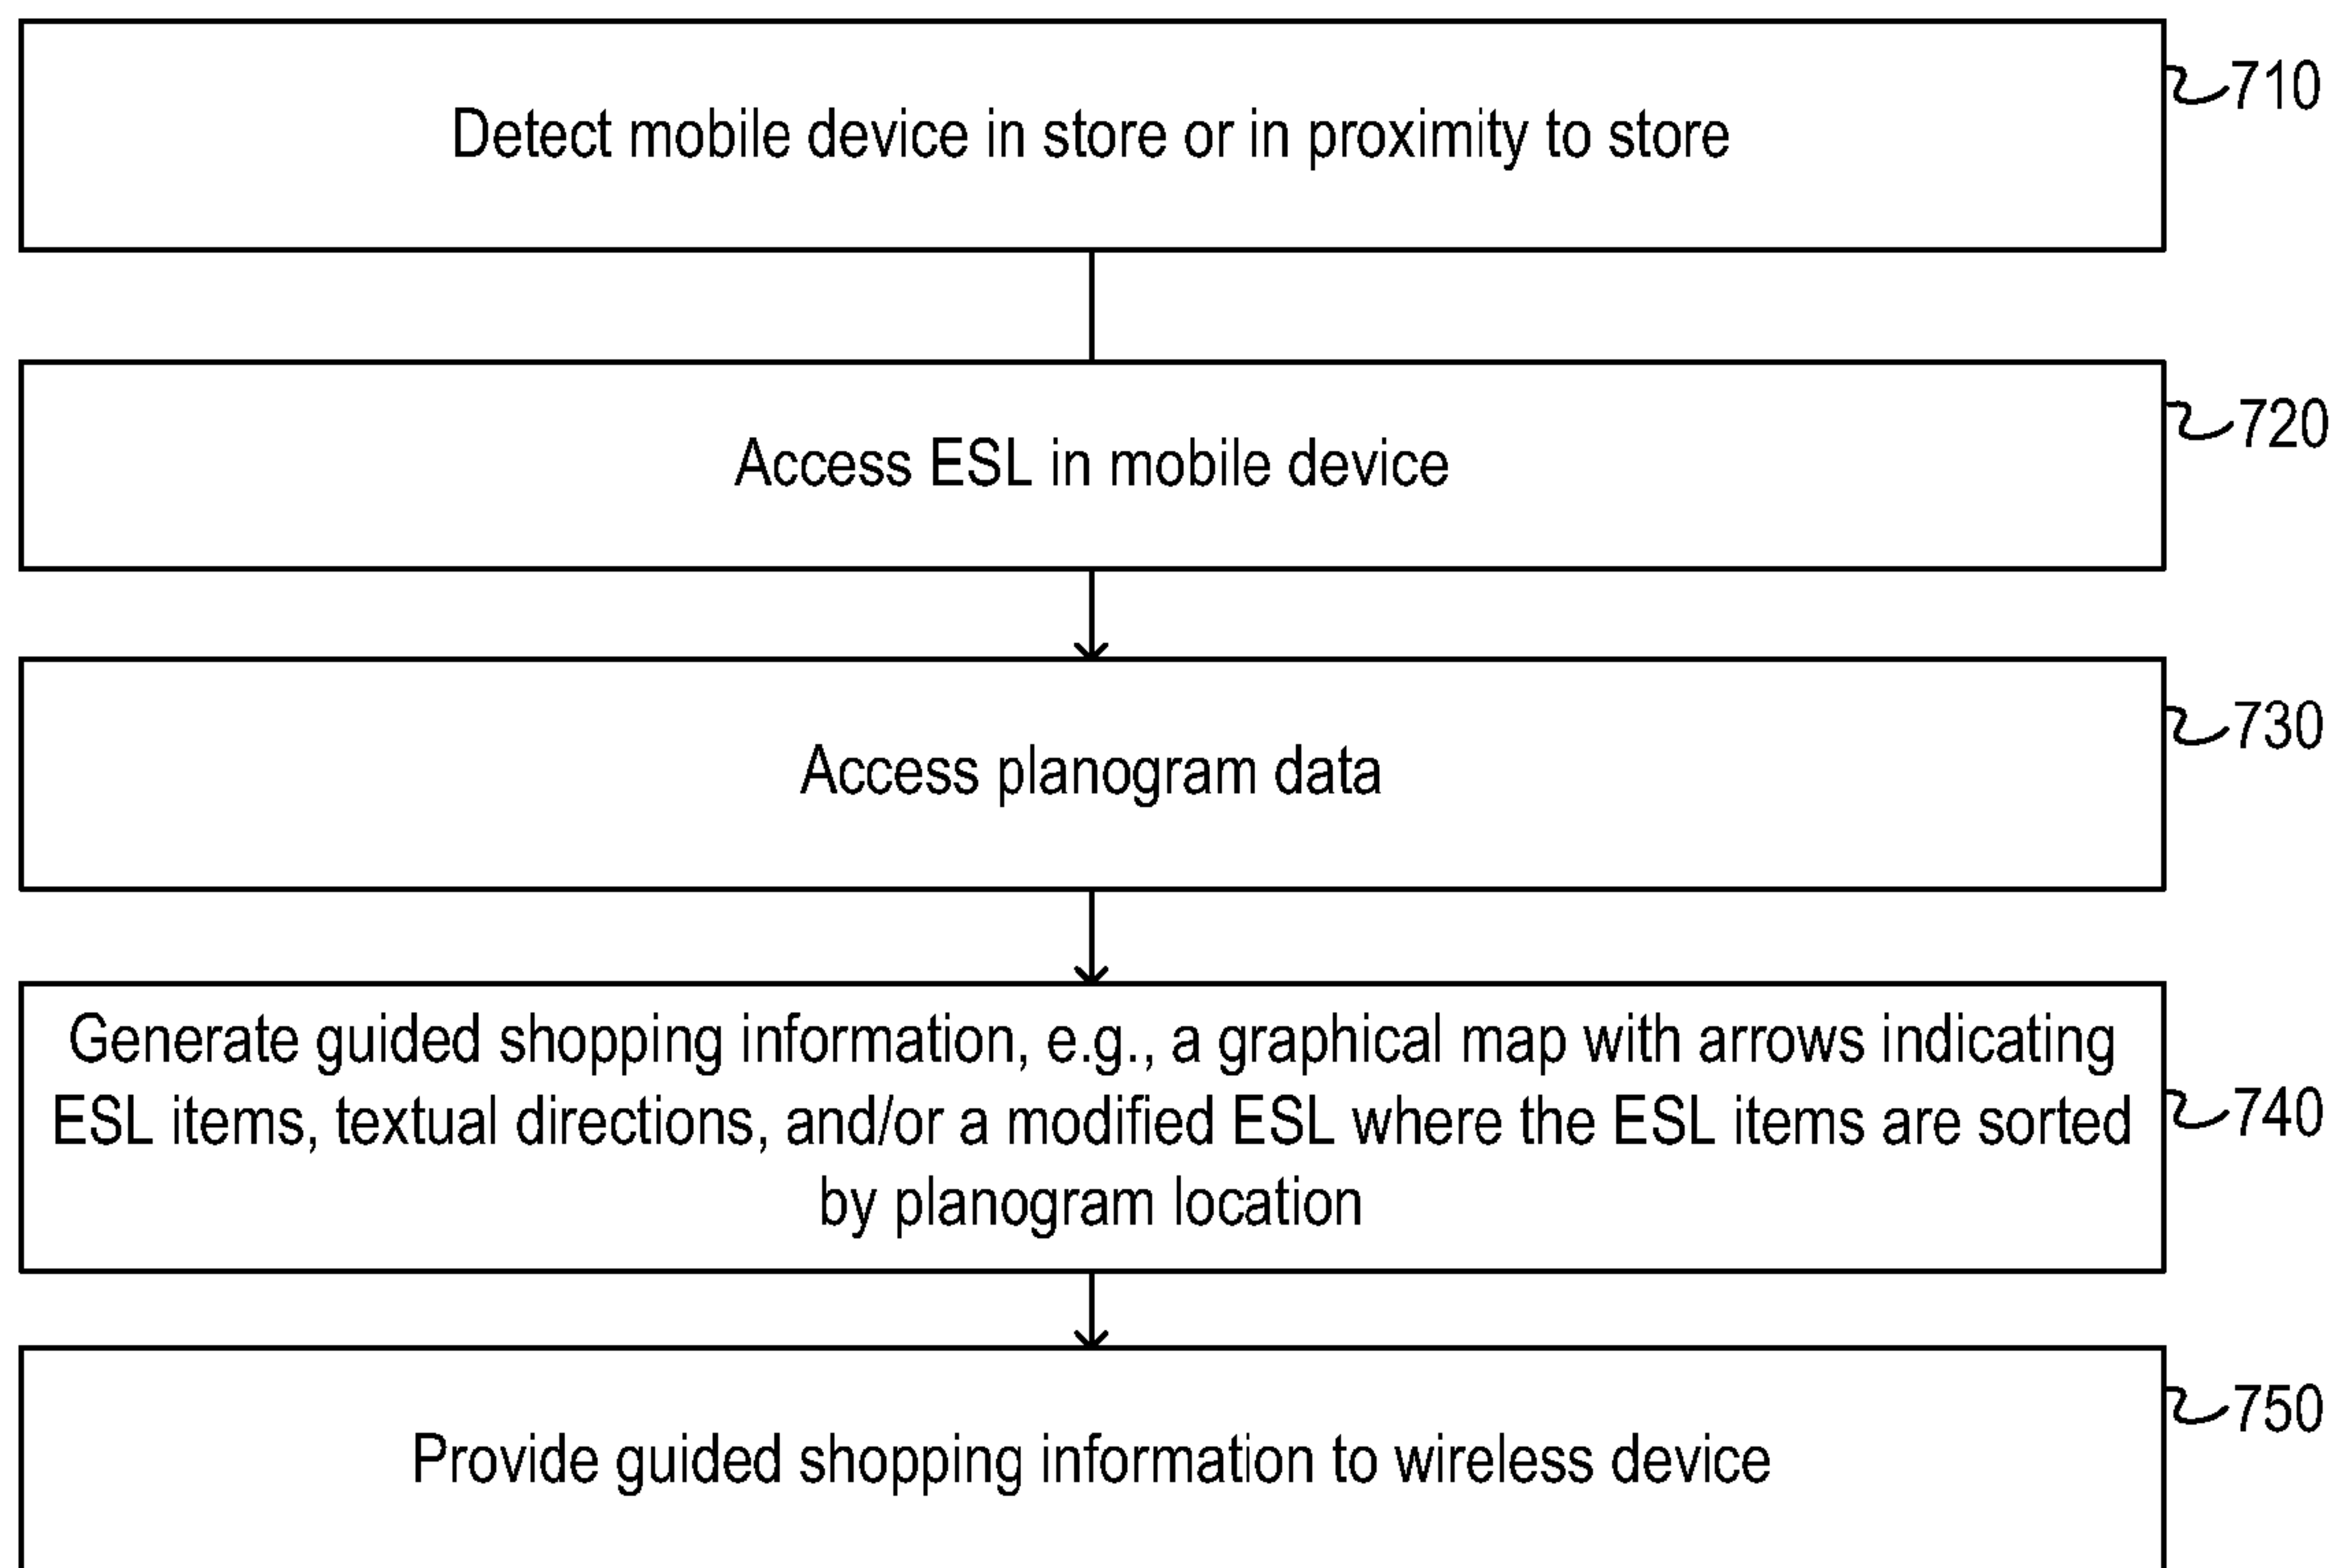 Detect mobile device in store or in proximity to store
710
Access ESL in mobile device
720
Access planogram data
730
Generate guided shopping information, e.g., a graphical map with arrows indicating
ESL items, textual directions, and/or a modified ESL where the ESL items are sorted
by planogram location
740
Provide guided shopping information to wireless device
750